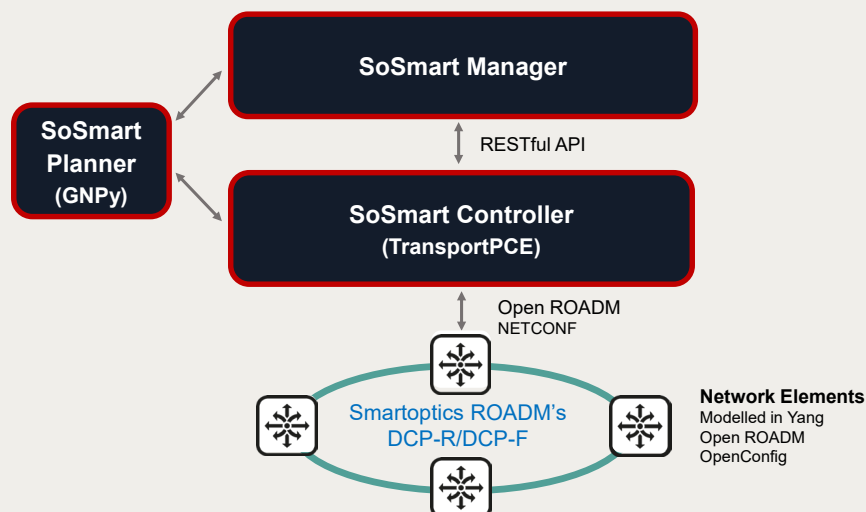 SoSmart Manager
SoSmart
Planner
(GNPy)
RESTful API
SoSmart Controller
(TransportPCE)
Open ROADM
NETCONF
Smartoptics ROADM's
DCP-R/DCP-F
Network Elements
Modelled in Yang
Open ROADM
OpenConfig